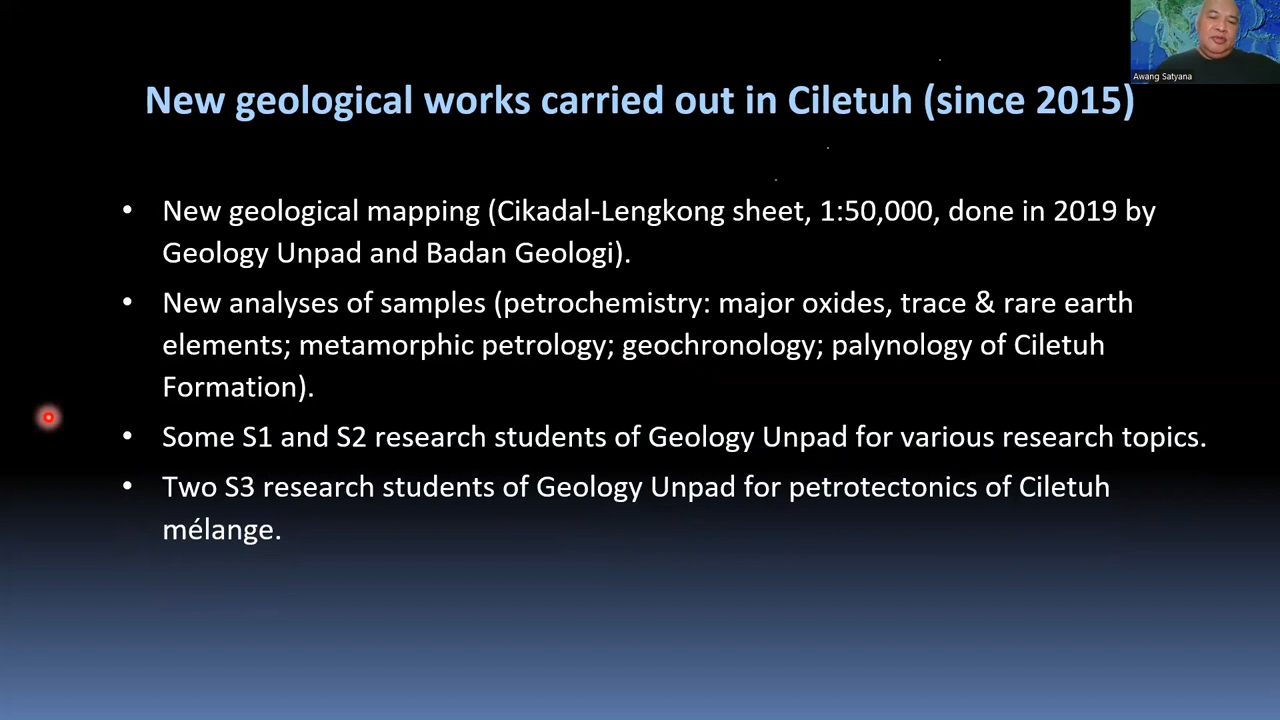 Awang Satyana
New geological works carried out in Ciletuh (since 2015)
• New geological mapping (Cikadal-Lengkong sheet, 1:50,000, done in 2019 by
Geology Unpad and Badan Geologi).
• New analyses of samples (petrochemistry: major oxides, trace & rare earth
elements; metamorphic petrology; geochronology; palynology of Ciletuh
Formation).
• Some S1 and S2 research students of Geology Unpad for various research topics.
• Two S3 research students of Geology Unpad for petrotectonics of Ciletuh
mélange.